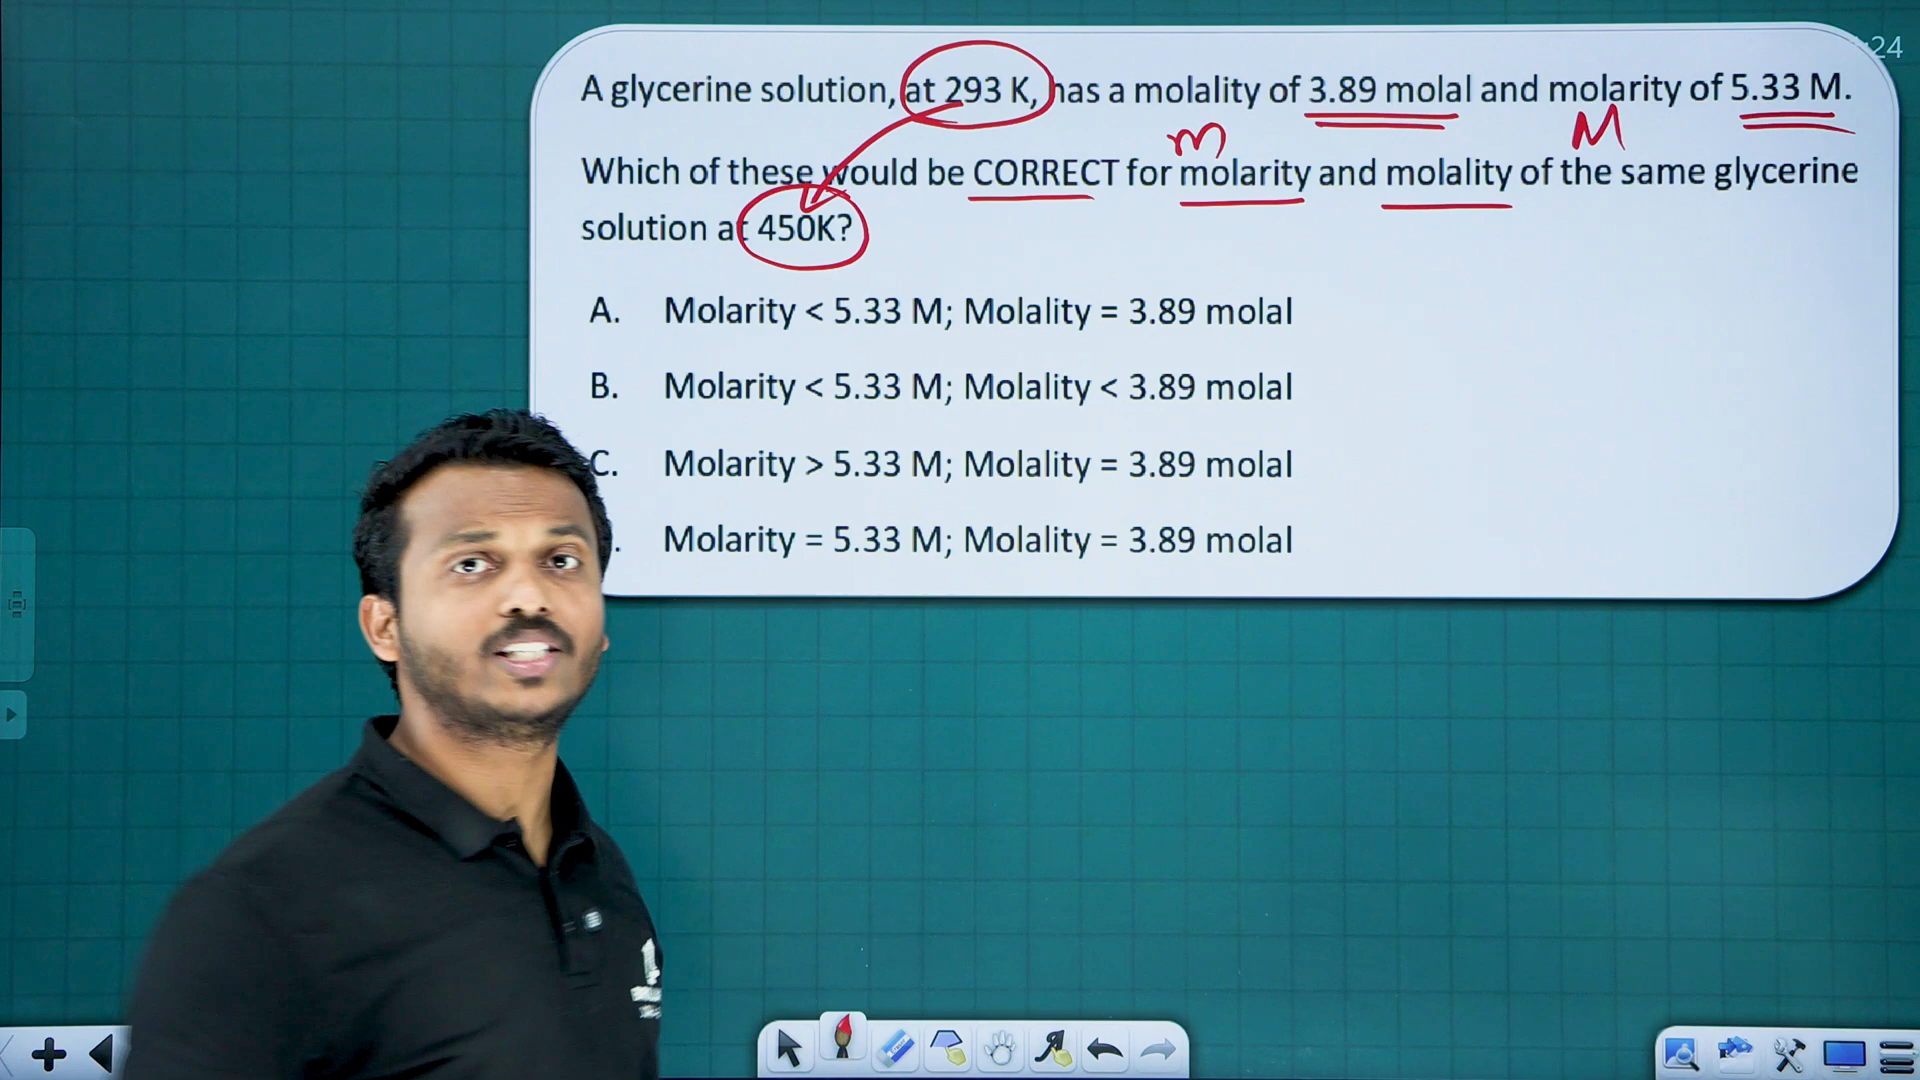 :24
A glycerine solution, at 293 K, has a molality of 3.89 molal and molarity of 5.33 M.
m M
Which of these would be CORRECT for molarity and molality of the same glycerine
solution at 450K?
A. Molarity < 5.33 M; Molality = 3.89 molal
B. Molarity < 5.33 M; Molality < 3.89 molal
C. Molarity > 5.33 M; Molality = 3.89 molal
. Molarity = 5.33 M; Molality = 3.89 molal